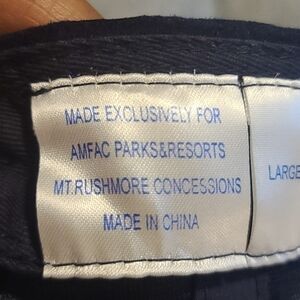 MADE EXCLUSIVELY FOR
AMFAC PARKS&RESORTS
MT. RUSHMORE CONCESSIONS
MADE IN CHINA
LARGE